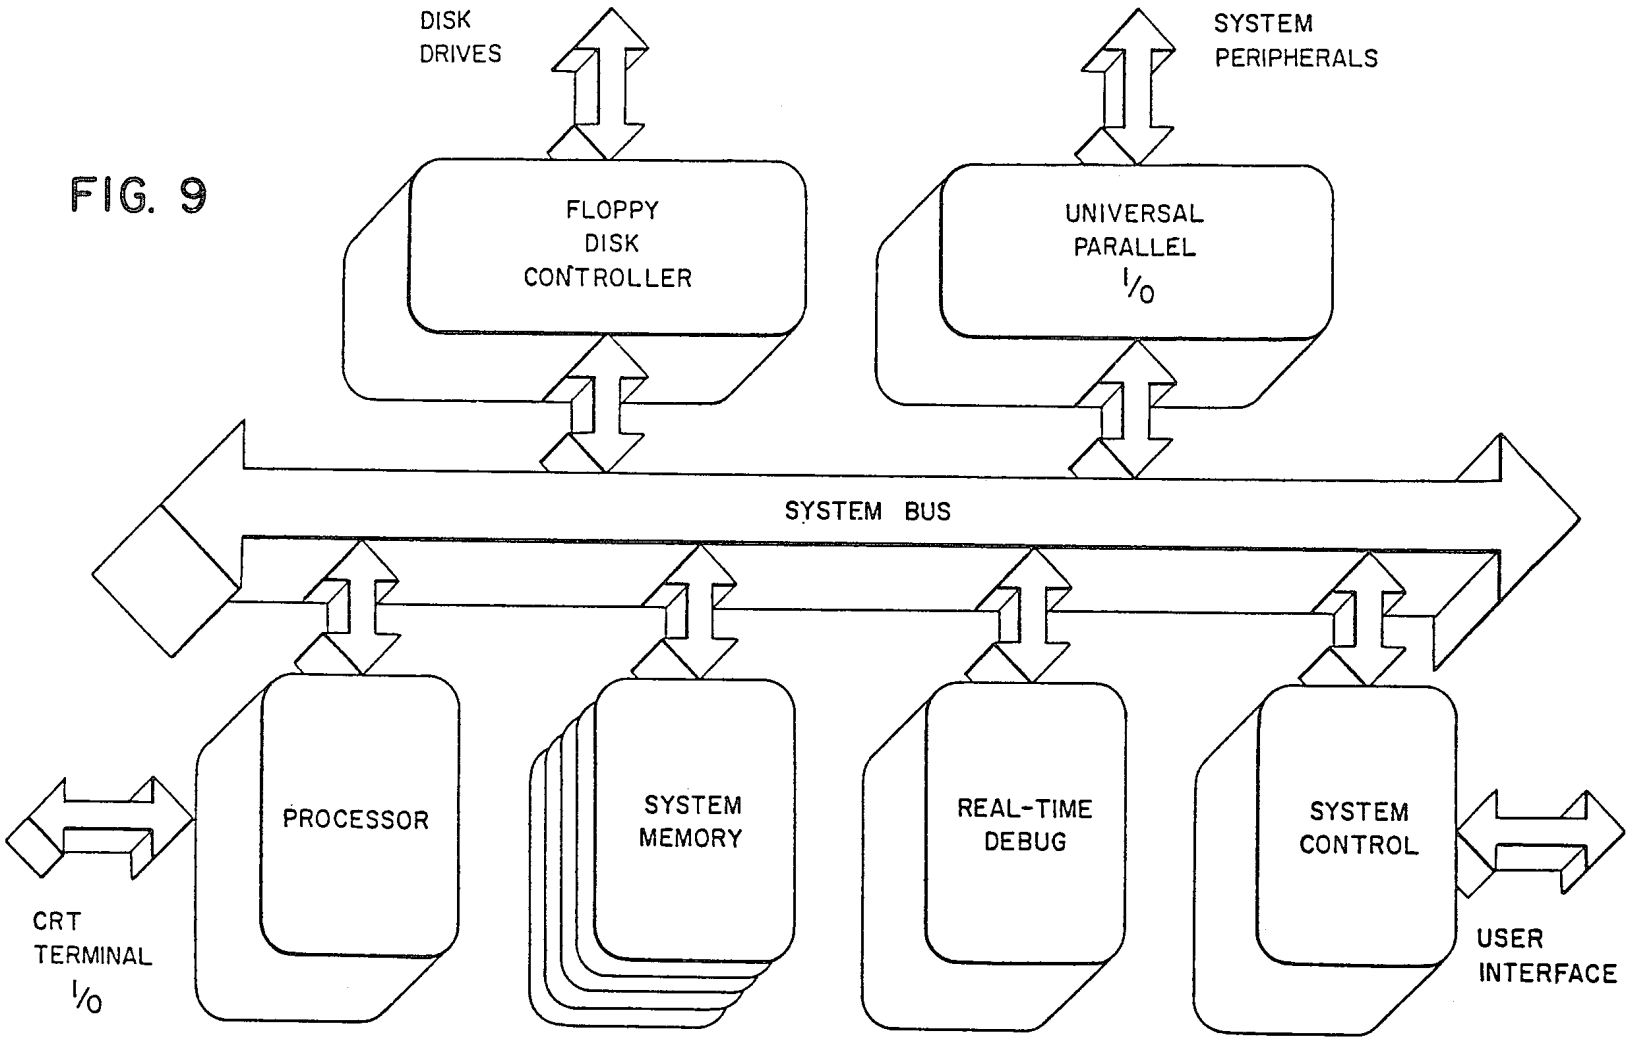 DISK
DRIVES
SYSTEM
PERIPHERALS
FIG. 9
FLOPPY
DISK
CONTROLLER
UNIVERSAL
PARALLEL
I/O
SYSTEM BUS
PROCESSOR
SYSTEM
MEMORY
REAL-TIME
DEBUG
SYSTEM
CONTROL
CRT
TERMINAL
I/O
USER
INTERFACE